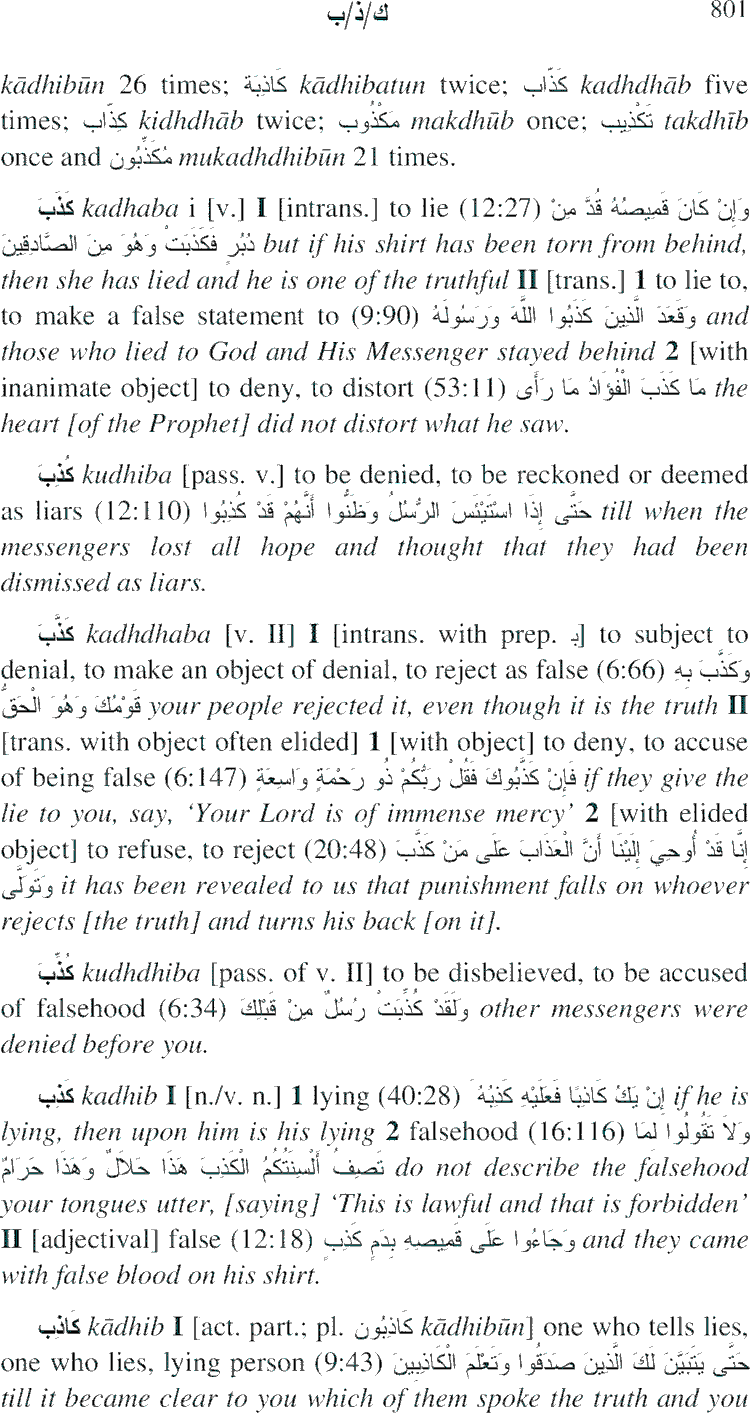 ك/ذ/ب 801
kādhibūn 26 times; كَاذِبَة kādhibatun twice; كَذَّاب kadhdhāb five
times; كِذَّاب kidhdhāb twice; مَكْذُوب makdhūb once; تَكْذِيب takdhīb
once and مُكَذِّبُون mukadhdhibūn 21 times.
كَذَبَ kadhaba i [v.] I [intrans.] to lie (12:27) وَإِنْ كَانَ قَمِيصُهُ قُدَّ مِنْ
دُبُرٍ فَكَذَبَتْ وَهُوَ مِنَ الصَّادِقِينَ but if his shirt has been torn from behind,
then she has lied and he is one of the truthful II [trans.] 1 to lie to,
to make a false statement to (9:90) وَقَعَدَ الَّذِينَ كَذَبُوا اللَّهَ وَرَسُولَهُ and
those who lied to God and His Messenger stayed behind 2 [with
inanimate object] to deny, to distort (53:11) مَا كَذَبَ الْفُؤَادُ مَا رَأَى the
heart [of the Prophet] did not distort what he saw.
كُذِبَ kudhiba [pass. v.] to be denied, to be reckoned or deemed
as liars (12:110) حَتَّى إِذَا اسْتَيْئَسَ الرُّسُلُ وَظَنُّوا أَنَّهُمْ قَدْ كُذِبُوا till when the
messengers lost all hope and thought that they had been
dismissed as liars.
كَذَّبَ kadhdhaba [v. II] I [intrans. with prep. بـ] to subject to
denial, to make an object of denial, to reject as false (6:66) وَكَذَّبَ بِهِ
قَوْمُكَ وَهُوَ الْحَقُّ your people rejected it, even though it is the truth II
[trans. with object often elided] 1 [with object] to deny, to accuse
of being false (6:147) فَإِنْ كَذَّبُوكَ فَقُلْ رَبُّكُمْ ذُو رَحْمَةٍ وَاسِعَةٍ if they give the
lie to you, say, ‘Your Lord is of immense mercy’ 2 [with elided
object] to refuse, to reject (20:48) إِنَّا قَدْ أُوحِيَ إِلَيْنَا أَنَّ الْعَذَابَ عَلَى مَنْ كَذَّبَ
وَتَوَلَّى it has been revealed to us that punishment falls on whoever
rejects [the truth] and turns his back [on it].
كُذِّبَ kudhdhiba [pass. of v. II] to be disbelieved, to be accused
of falsehood (6:34) وَلَقَدْ كُذِّبَتْ رُسُلٌ مِنْ قَبْلِكَ other messengers were
denied before you.
كَذِب kadhib I [n./v. n.] 1 lying (40:28) إِنْ يَكُ كَاذِبًا فَعَلَيْهِ كَذِبُهُ if he is
lying, then upon him is his lying 2 falsehood (16:116) وَلَا تَقُولُوا لِمَا
تَصِفُ أَلْسِنَتُكُمُ الْكَذِبَ هَذَا حَلَالٌ وَهَذَا حَرَامٌ do not describe the falsehood
your tongues utter, [saying] ‘This is lawful and that is forbidden’
II [adjectival] false (12:18) وَجَاءُوا عَلَى قَمِيصِهِ بِدَمٍ كَذِبٍ and they came
with false blood on his shirt.
كَاذِب kādhib I [act. part.; pl. كَاذِبُون kādhibūn] one who tells lies,
one who lies, lying person (9:43) حَتَّى يَتَبَيَّنَ لَكَ الَّذِينَ صَدَقُوا وَتَعْلَمَ الْكَاذِبِينَ
till it became clear to you which of them spoke the truth and you